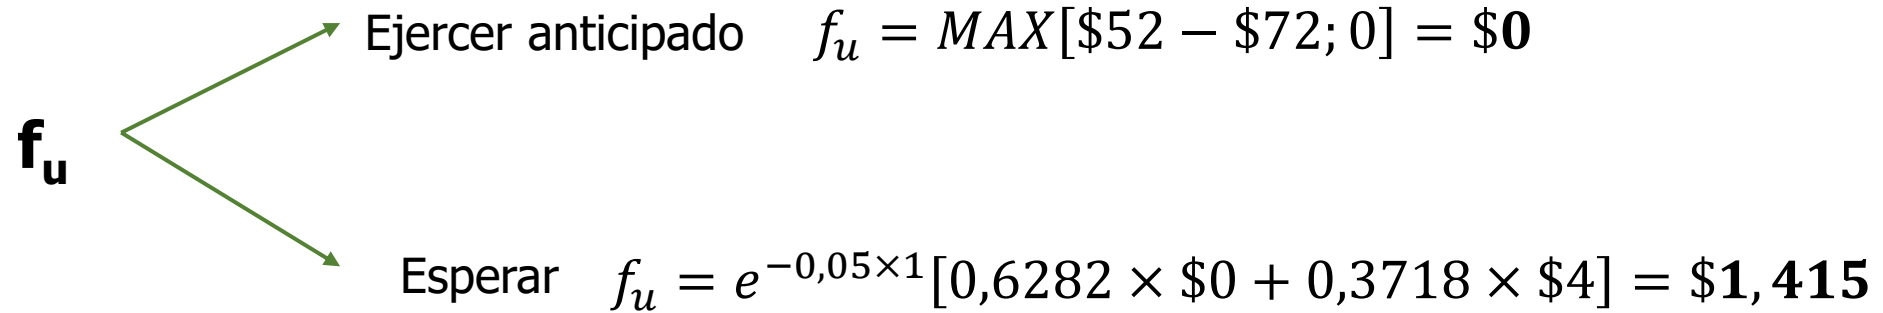 Ejercer anticipado f_u = MAX[$52 − $72; 0] = $0
f_u
Esperar f_u = e^{−0,05×1}[0,6282 × $0 + 0,3718 × $4] = $1,415